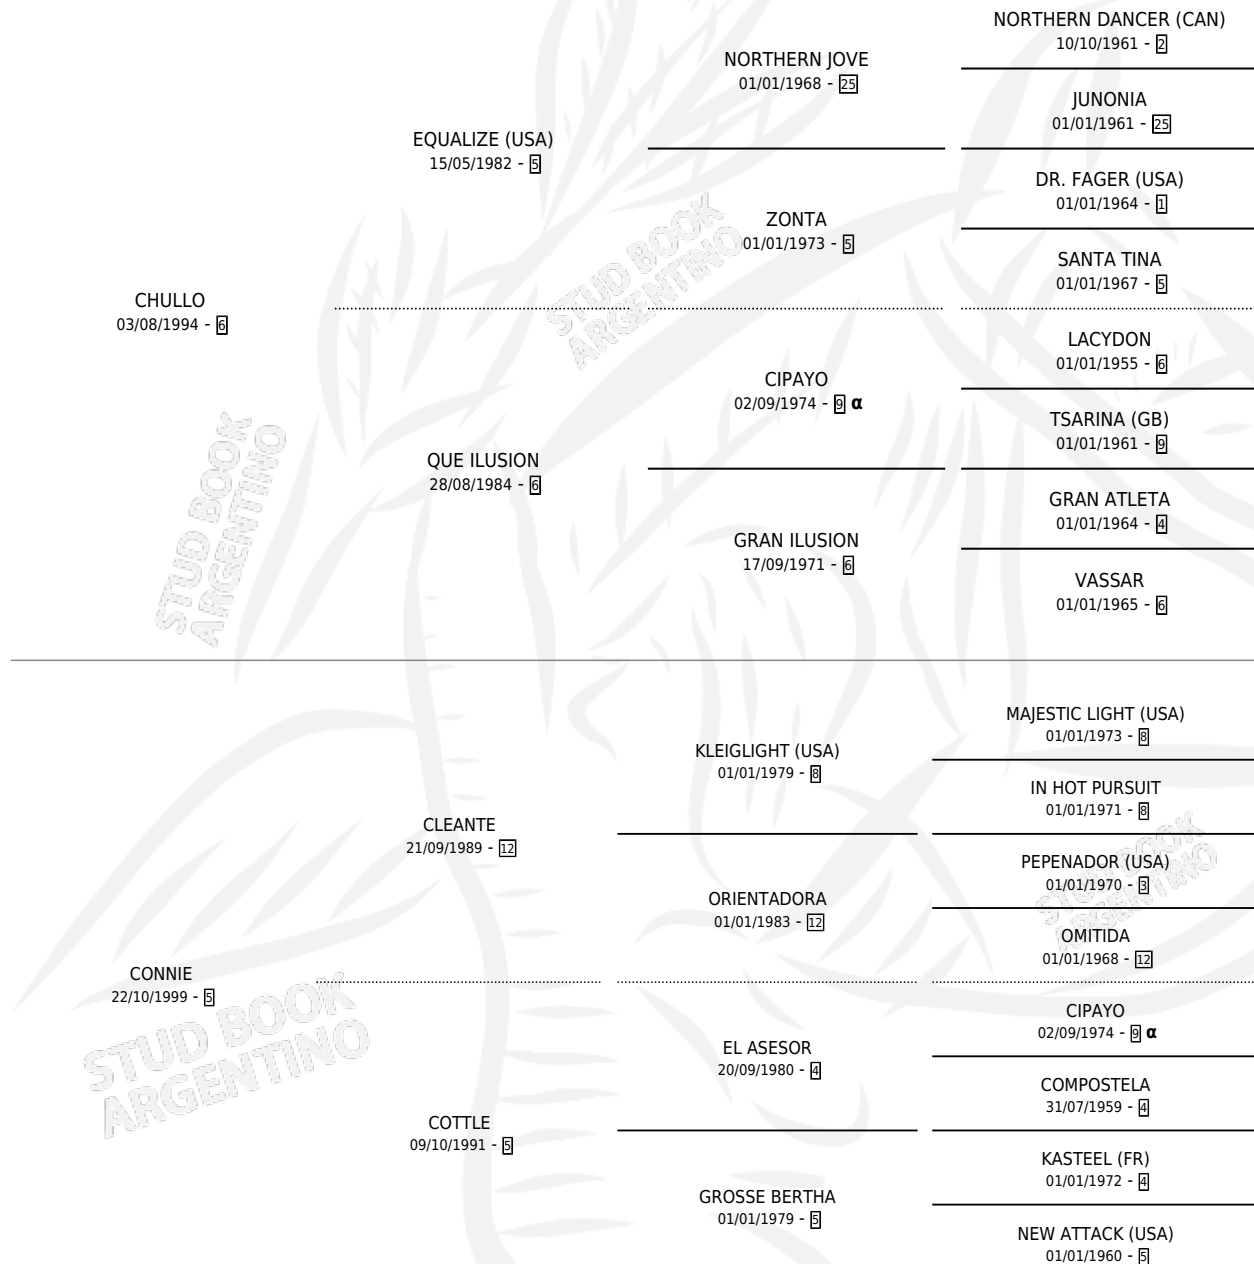 NORTHERN DANCER (CAN)
10/10/1961 - 2
NORTHERN JOVE
01/01/1968 - 25
JUNONIA
01/01/1961 - 25
EQUALIZE (USA)
15/05/1982 - 5
DR. FAGER (USA)
01/01/1964 - 1
ZONTA
01/01/1973 - 5
SANTA TINA
01/01/1967 - 5
CHULLO
03/08/1994 - 6
LACYDON
01/01/1955 - 6
CIPAYO
02/09/1974 - 9 α
TSARINA (GB)
01/01/1961 - 9
QUE ILUSION
28/08/1984 - 6
GRAN ATLETA
01/01/1964 - 4
GRAN ILUSION
17/09/1971 - 6
VASSAR
01/01/1965 - 6
MAJESTIC LIGHT (USA)
01/01/1973 - 8
KLEIGLIGHT (USA)
01/01/1979 - 8
IN HOT PURSUIT
01/01/1971 - 8
CLEANTE
21/09/1989 - 12
PEPENADOR (USA)
01/01/1970 - 3
ORIENTADORA
01/01/1983 - 12
OMITIDA
01/01/1968 - 12
CONNIE
22/10/1999 - 5
CIPAYO
02/09/1974 - 9 α
EL ASESOR
20/09/1980 - 4
COMPOSTELA
31/07/1959 - 4
COTTLE
09/10/1991 - 5
KASTEEL (FR)
01/01/1972 - 4
GROSSE BERTHA
01/01/1979 - 5
NEW ATTACK (USA)
01/01/1960 - 5
STUD BOOK
ARGENTINO
STUD BOOK
ARGENTINO
STUD BOOK
ARGENTINO
STUD BOOK
ARGENTINO